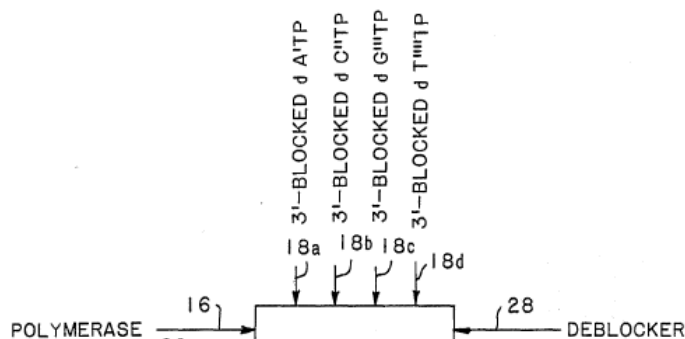 3'-BLOCKED d A'TP
3'-BLOCKED d C"TP
3'-BLOCKED d G'"TP
3'-BLOCKED d T""TP
18a
18b
18c
18d
16
28
POLYMERASE
DEBLOCKER